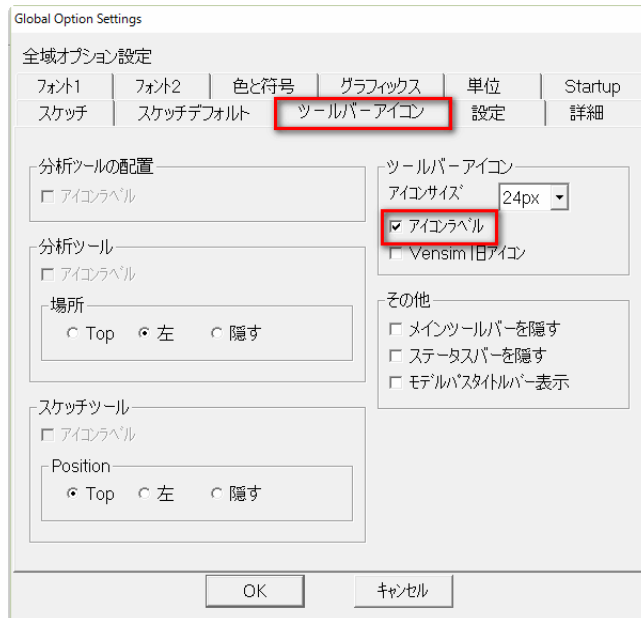 Global Option Settings
全域オプション設定
フォント1 フォント2 色と符号 グラフィックス 単位 Startup
スケッチ スケッチデフォルト ツールバーアイコン 設定 詳細
分析ツールの配置
アイコンラベル
分析ツール
アイコンラベル
場所
Top 左 隠す
スケッチツール
アイコンラベル
Position
Top 左 隠す
ツールバーアイコン
アイコンサイズ 24px
アイコンラベル
Vensim旧アイコン
その他
メインツールバーを隠す
ステータスバーを隠す
モデルパスタイトルバー表示
OK キャンセル